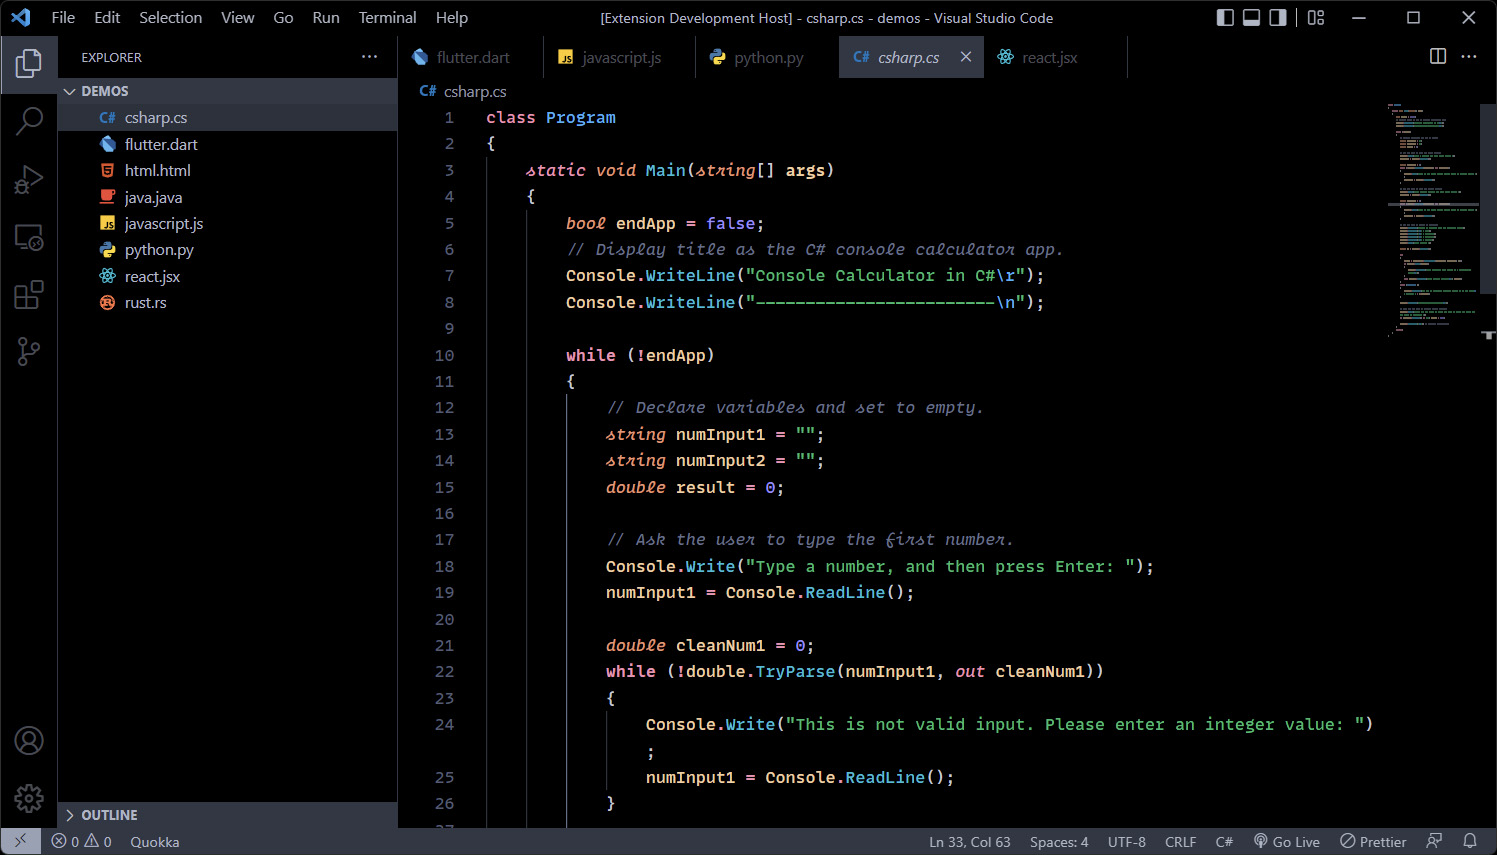 File Edit Selection View Go Run Terminal Help [Extension Development Host] - csharp.cs - demos - Visual Studio Code
EXPLORER
flutter.dart JS javascript.js python.py C# csharp.cs react.jsx
DEMOS
C# csharp.cs
flutter.dart
html.html
java.java
JS javascript.js
python.py
react.jsx
rust.rs
OUTLINE
C# csharp.cs
1 class Program
2 {
3 static void Main(string[] args)
4 {
5 bool endApp = false;
6 // Display title as the C# console calculator app.
7 Console.WriteLine("Console Calculator in C#\r");
8 Console.WriteLine("------------------------\n");
9
10 while (!endApp)
11 {
12 // Declare variables and set to empty.
13 string numInput1 = "";
14 string numInput2 = "";
15 double result = 0;
16
17 // Ask the user to type the first number.
18 Console.Write("Type a number, and then press Enter: ");
19 numInput1 = Console.ReadLine();
20
21 double cleanNum1 = 0;
22 while (!double.TryParse(numInput1, out cleanNum1))
23 {
24 Console.Write("This is not valid input. Please enter an integer value: ")
;
25 numInput1 = Console.ReadLine();
26 }
0 0 Quokka Ln 33, Col 63 Spaces: 4 UTF-8 CRLF C# Go Live Prettier